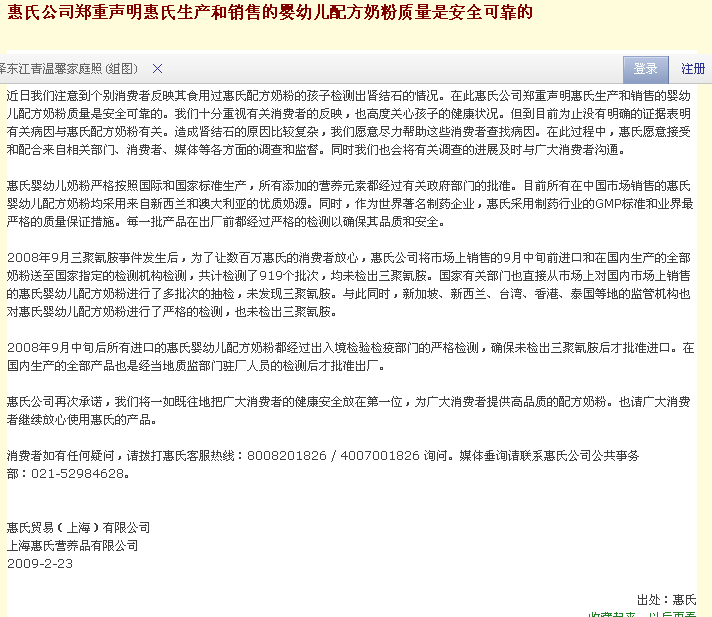 惠氏公司郑重声明惠氏生产和销售的婴幼儿配方奶粉质量是安全可靠的
泽东江青温馨家庭照(组图)
登录 注册
近日我们注意到个别消费者反映其食用过惠氏配方奶粉的孩子检测出肾结石的情况。在此惠氏公司郑重声明惠氏生产和销售的婴幼
儿配方奶粉质量是安全可靠的。我们十分重视有关消费者的反映，也高度关心孩子的健康状况。但到目前为止没有明确的证据表明
有关病因与惠氏配方奶粉有关。造成肾结石的原因比较复杂，我们愿意尽力帮助这些消费者查找病因。在此过程中，惠氏愿意接受
和配合来自相关部门、消费者、媒体等各方面的调查和监督。同时我们也会将有关调查的进展及时与广大消费者沟通。
惠氏婴幼儿奶粉严格按照国际和国家标准生产，所有添加的营养元素都经过有关政府部门的批准。目前所有在中国市场销售的惠氏
婴幼儿配方奶粉均采用来自新西兰和澳大利亚的优质奶源。同时，作为世界著名制药企业，惠氏采用制药行业的GMP标准和业界最
严格的质量保证措施。每一批产品在出厂前都经过严格的检测以确保其品质和安全。
2008年9月三聚氰胺事件发生后，为了让数百万惠氏的消费者放心，惠氏公司将市场上销售的9月中旬前进口和在国内生产的全部
奶粉送至国家指定的检测机构检测，共计检测了919个批次，均未检出三聚氰胺。国家有关部门也直接从市场上对国内市场上销售
的惠氏婴幼儿配方奶粉进行了多批次的抽检，未发现三聚氰胺。与此同时，新加坡、新西兰、台湾、香港、泰国等地的监管机构也
对惠氏婴幼儿配方奶粉进行了严格的检测，也未检出三聚氰胺。
2008年9月中旬后所有进口的惠氏婴幼儿配方奶粉都经过出入境检验检疫部门的严格检测，确保未检出三聚氰胺后才批准进口。在
国内生产的全部产品也是经当地质监部门驻厂人员的检测后才批准出厂。
惠氏公司再次承诺，我们将一如既往地把广大消费者的健康安全放在第一位，为广大消费者提供高品质的配方奶粉。也请广大消费
者继续放心使用惠氏的产品。
消费者如有任何疑问，请拨打惠氏客服热线：8008201826 / 4007001826 询问。媒体垂询请联系惠氏公司公共事务
部：021-52984628。
惠氏贸易（上海）有限公司
上海惠氏营养品有限公司
2009-2-23
出处：惠氏